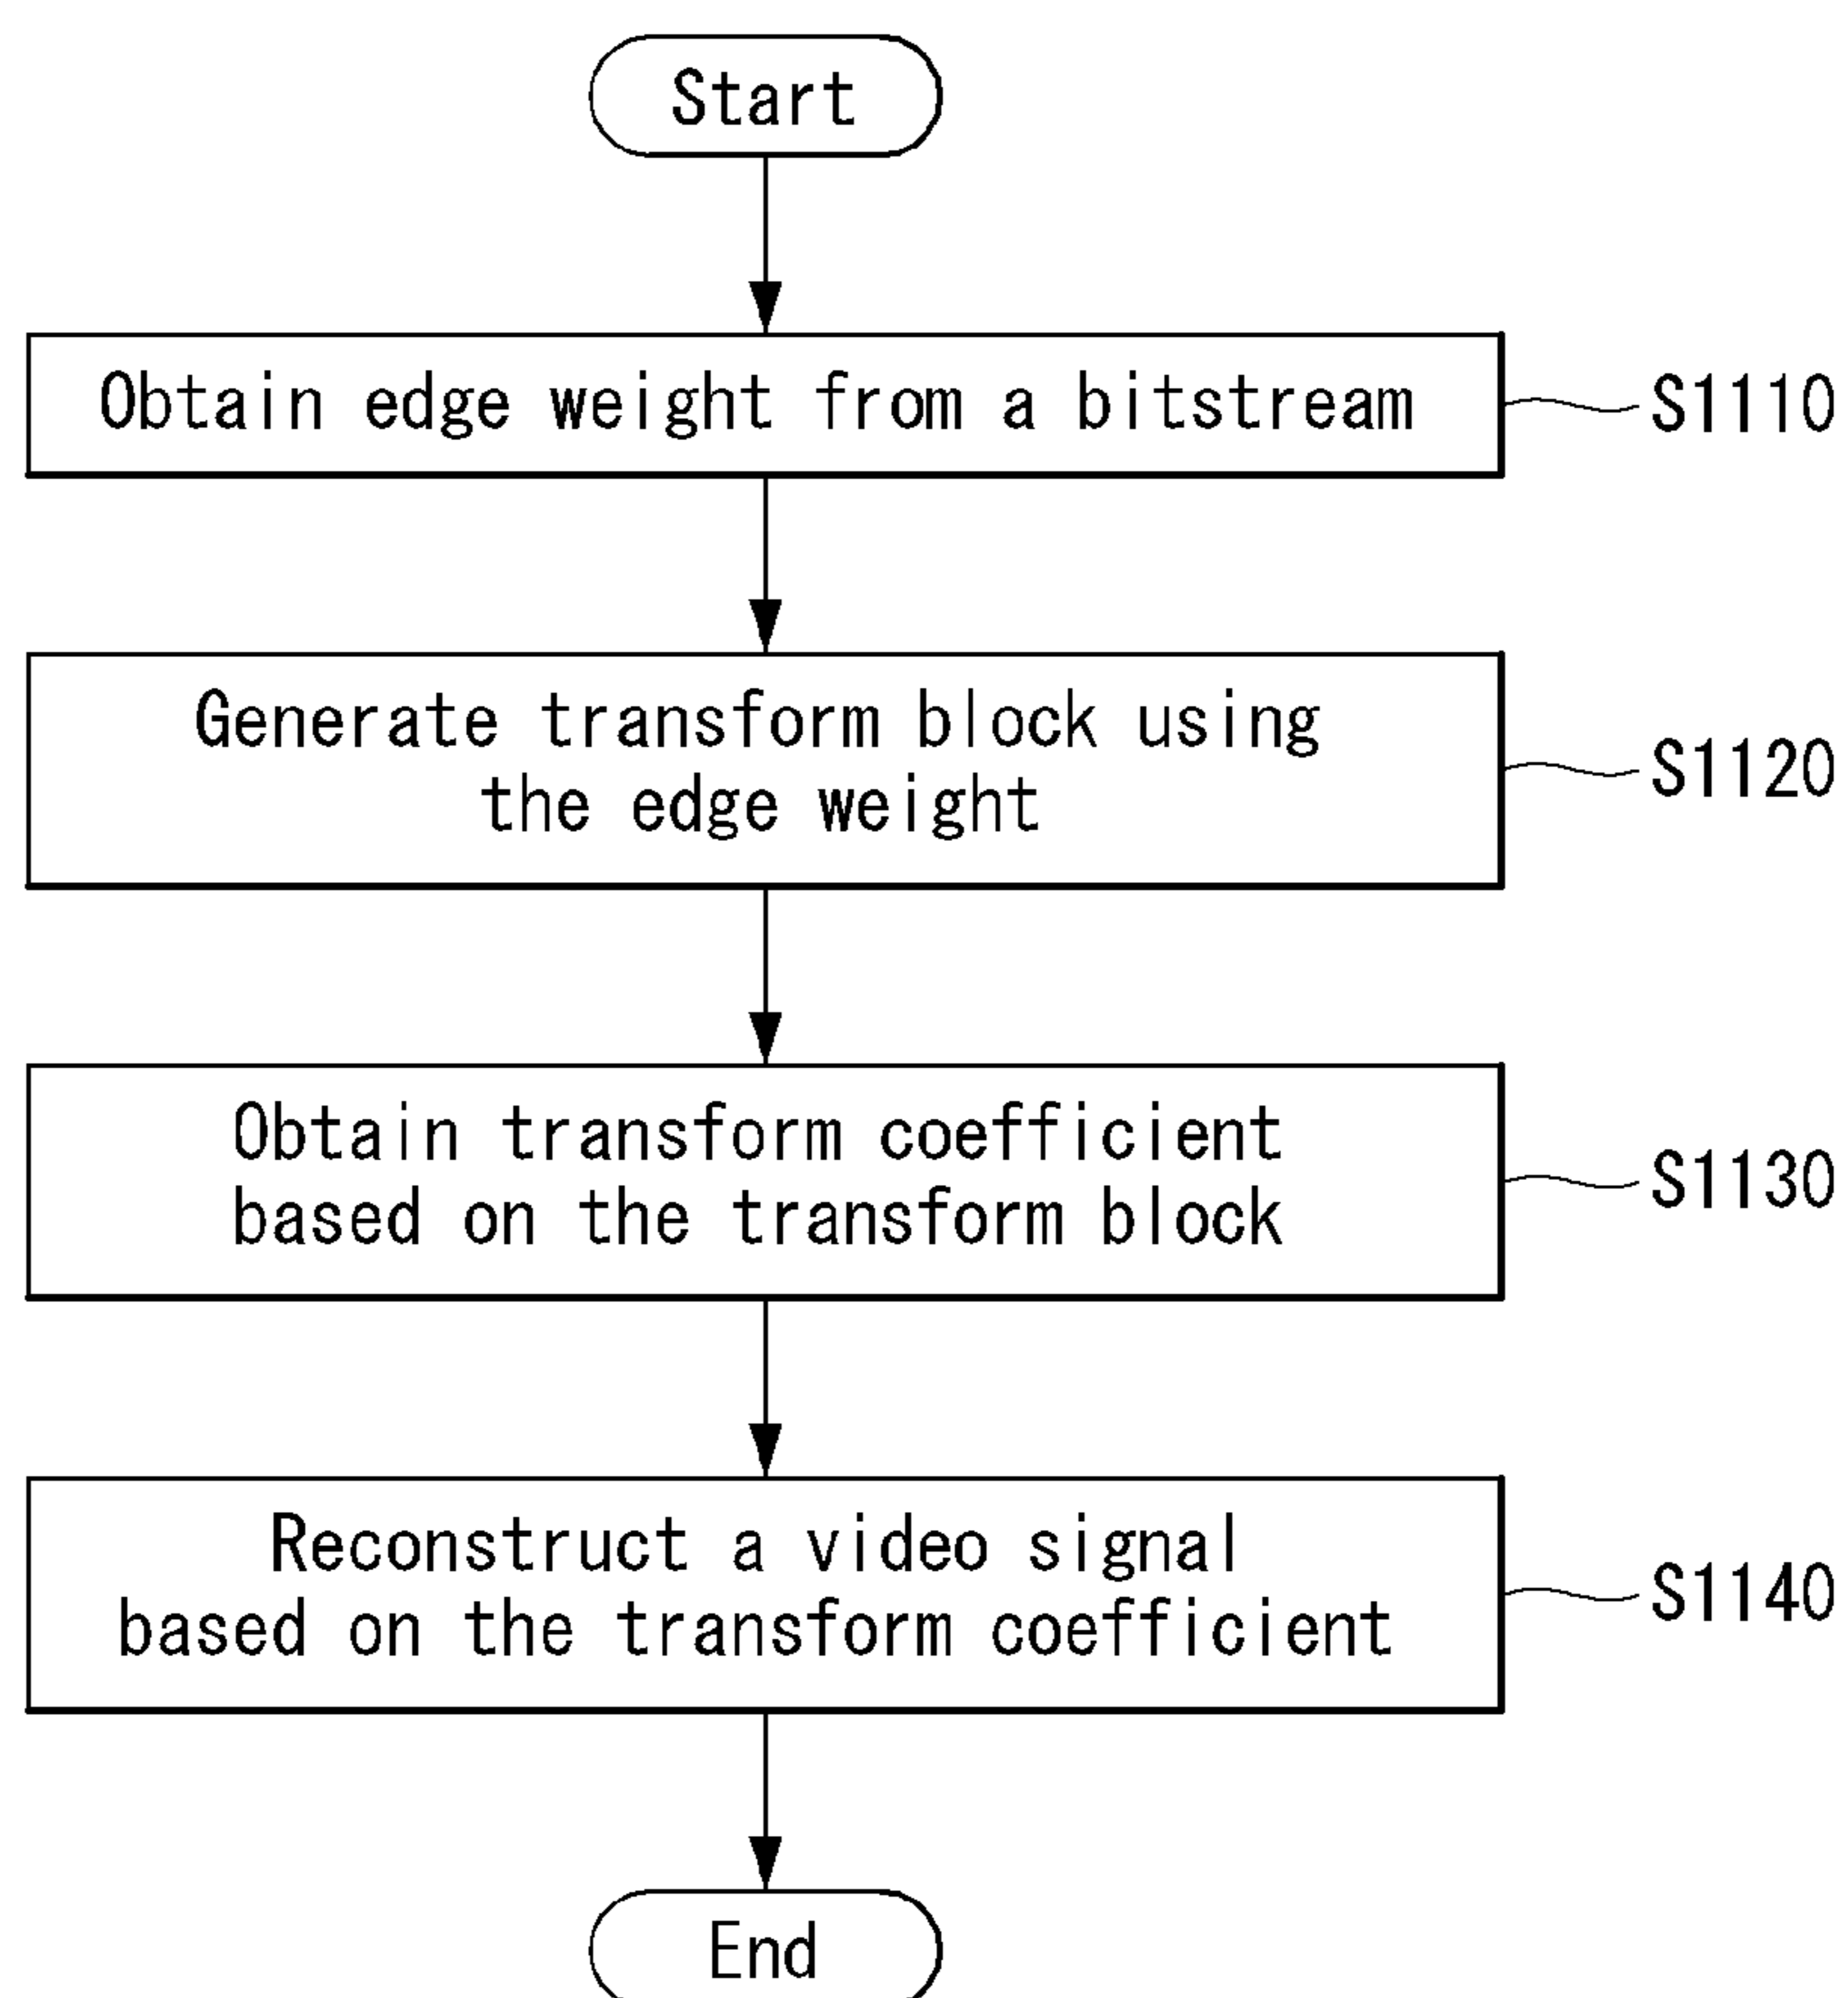 Start
Obtain edge weight from a bitstream
S1110
Generate transform block using
the edge weight
S1120
Obtain transform coefficient
based on the transform block
S1130
Reconstruct a video signal
based on the transform coefficient
S1140
End